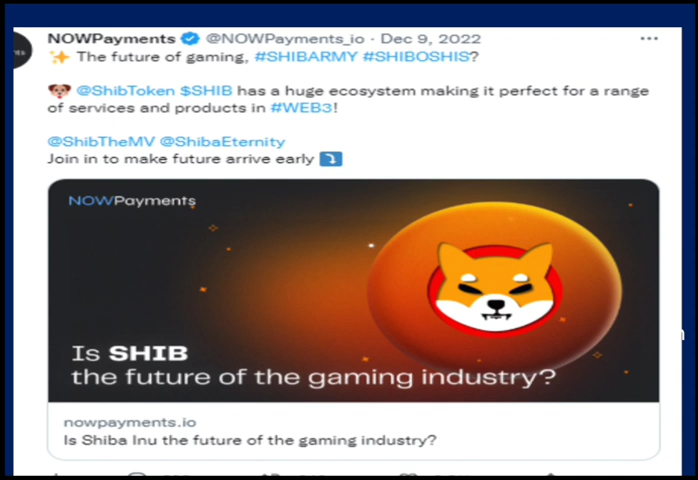 NOWPayments @NOWPayments_io · Dec 9, 2022
The future of gaming, #SHIBARMY #SHIBOSHIS?
@ShibToken $SHIB has a huge ecosystem making it perfect for a range
of services and products in #WEB3!
@ShibTheMV @ShibaEternity
Join in to make future arrive early
NOWPayments
Is SHIB
the future of the gaming industry?
nowpayments.io
Is Shiba Inu the future of the gaming industry?